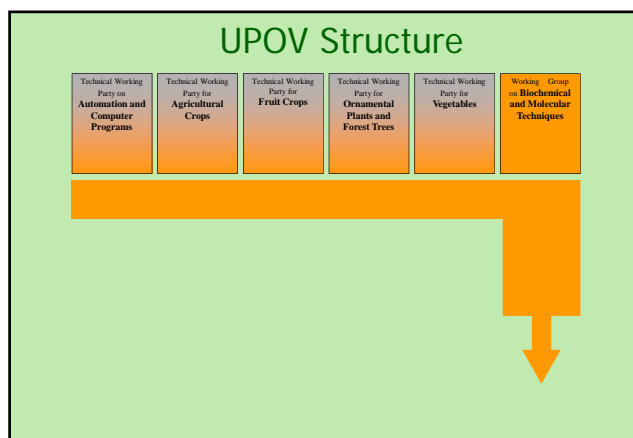 UPOV Structure
Technical Working
Party on
Automation and
Computer
Programs
Technical Working
Party for
Agricultural
Crops
Technical Working
Party for
Fruit Crops
Technical Working
Party for
Ornamental
Plants and
Forest Trees
Technical Working
Party for
Vegetables
Working Group
on Biochemical
and Molecular
Techniques